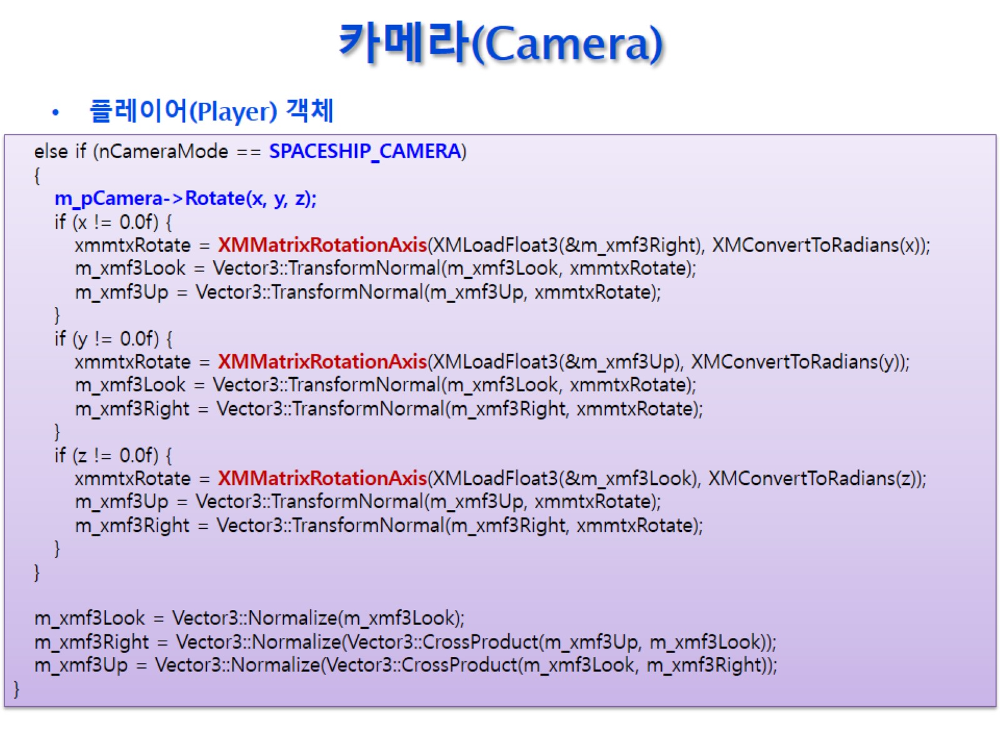 카메라(Camera)
• 플레이어(Player) 객체
else if (nCameraMode == SPACESHIP_CAMERA)
{
m_pCamera->Rotate(x, y, z);
if (x != 0.0f) {
xmmtxRotate = XMMatrixRotationAxis(XMLoadFloat3(&m_xmf3Right), XMConvertToRadians(x));
m_xmf3Look = Vector3::TransformNormal(m_xmf3Look, xmmtxRotate);
m_xmf3Up = Vector3::TransformNormal(m_xmf3Up, xmmtxRotate);
}
if (y != 0.0f) {
xmmtxRotate = XMMatrixRotationAxis(XMLoadFloat3(&m_xmf3Up), XMConvertToRadians(y));
m_xmf3Look = Vector3::TransformNormal(m_xmf3Look, xmmtxRotate);
m_xmf3Right = Vector3::TransformNormal(m_xmf3Right, xmmtxRotate);
}
if (z != 0.0f) {
xmmtxRotate = XMMatrixRotationAxis(XMLoadFloat3(&m_xmf3Look), XMConvertToRadians(z));
m_xmf3Up = Vector3::TransformNormal(m_xmf3Up, xmmtxRotate);
m_xmf3Right = Vector3::TransformNormal(m_xmf3Right, xmmtxRotate);
}
}
m_xmf3Look = Vector3::Normalize(m_xmf3Look);
m_xmf3Right = Vector3::Normalize(Vector3::CrossProduct(m_xmf3Up, m_xmf3Look));
m_xmf3Up = Vector3::Normalize(Vector3::CrossProduct(m_xmf3Look, m_xmf3Right));
}